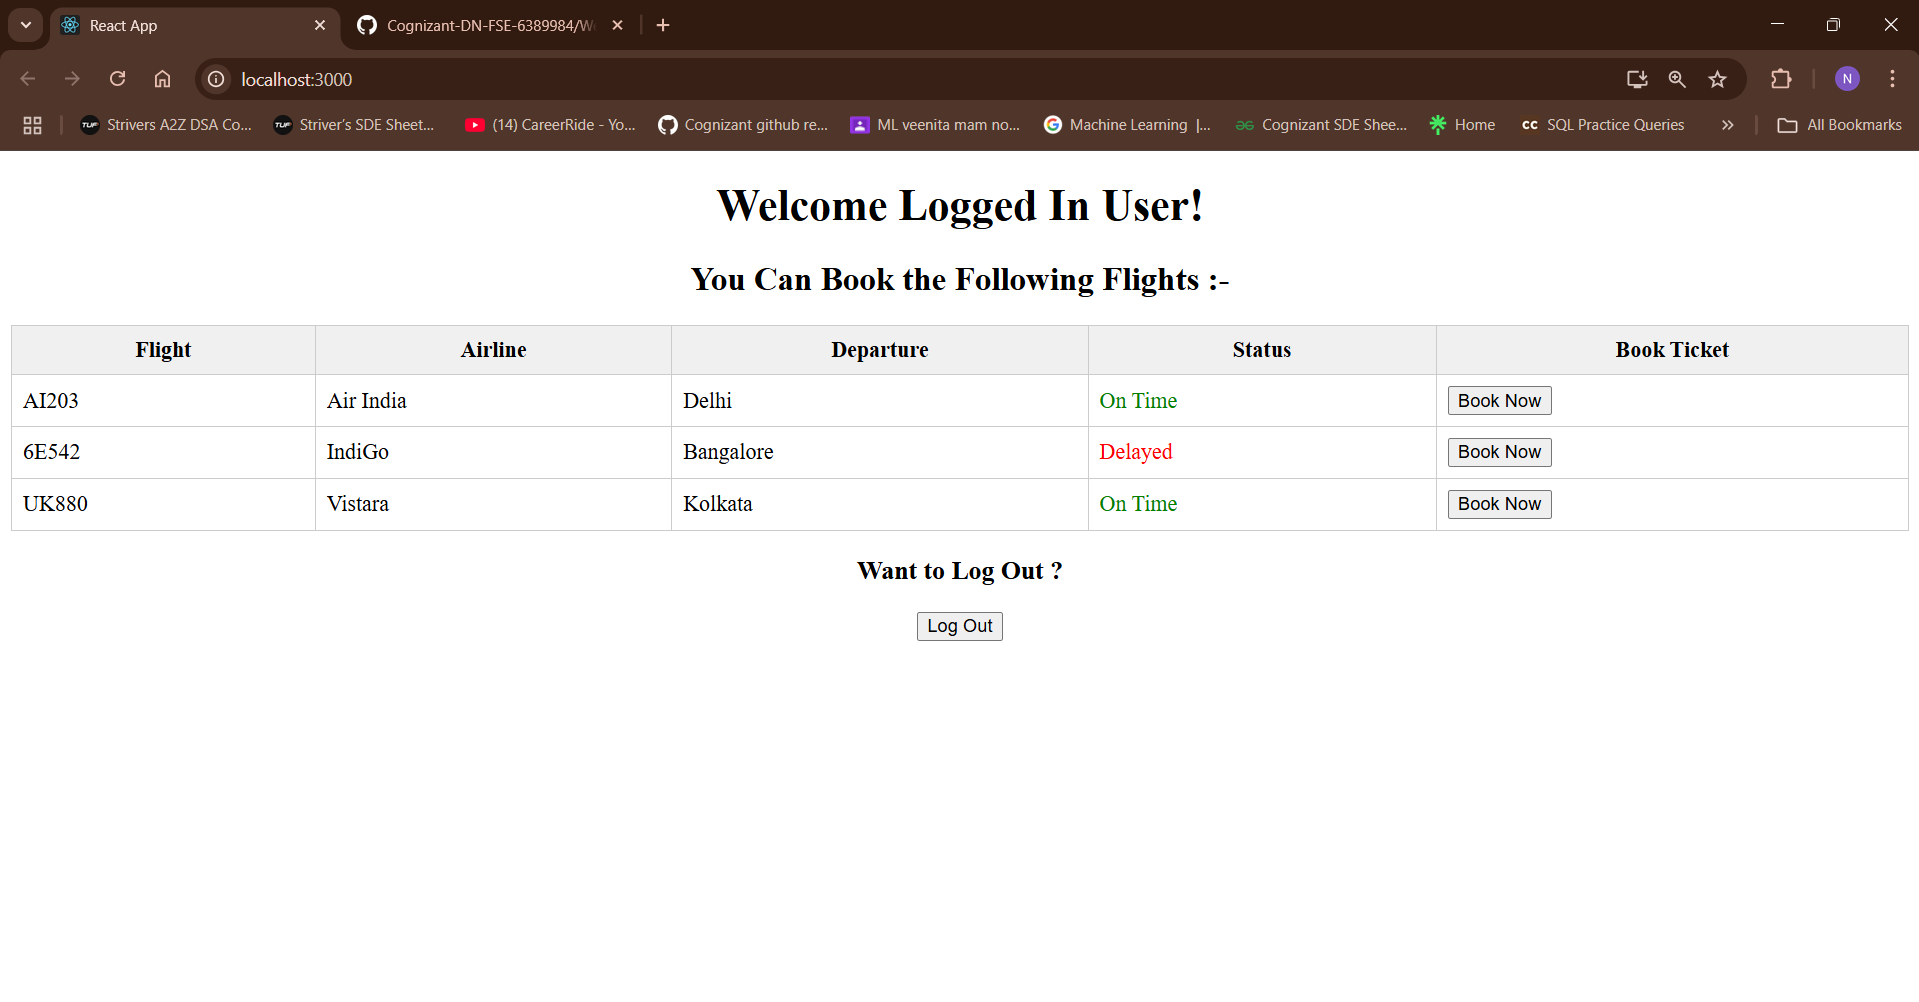 React App
Cognizant-DN-FSE-6389984/W
localhost:3000
N
Strivers A2Z DSA Co...
Striver's SDE Sheet...
(14) CareerRide - Yo...
Cognizant github re...
ML veenita mam no...
Machine Learning |...
Cognizant SDE Shee...
Home
cc SQL Practice Queries
All Bookmarks
Welcome Logged In User!
You Can Book the Following Flights :-
Flight Airline Departure Status Book Ticket
AI203 Air India Delhi On Time Book Now
6E542 IndiGo Bangalore Delayed Book Now
UK880 Vistara Kolkata On Time Book Now
Want to Log Out ?
Log Out